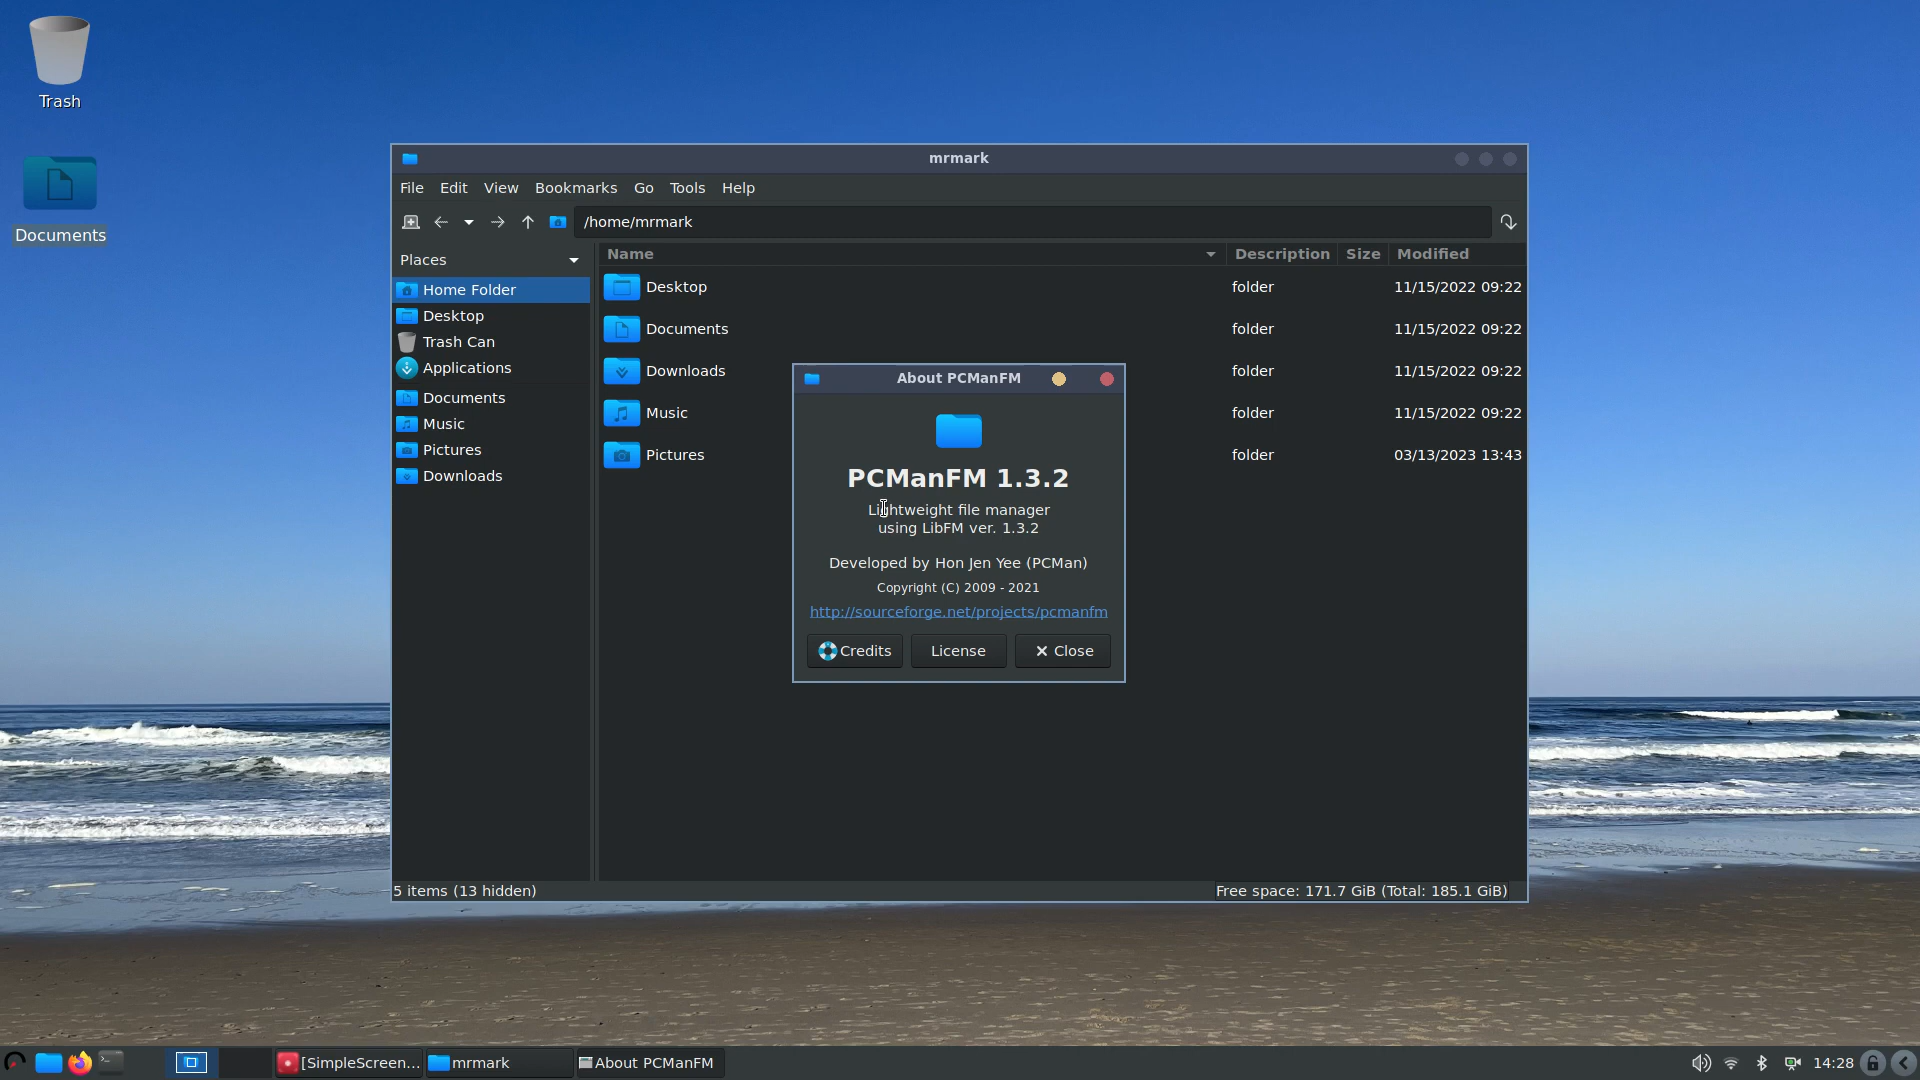 Trash
Documents
mrmark
File Edit View Bookmarks Go Tools Help
/home/mrmark
Places
Home Folder
Desktop
Trash Can
Applications
Documents
Music
Pictures
Downloads
Name Description Size Modified
Desktop folder 11/15/2022 09:22
Documents folder 11/15/2022 09:22
Downloads folder 11/15/2022 09:22
Music folder 11/15/2022 09:22
Pictures folder 03/13/2023 13:43
About PCManFM
PCManFM 1.3.2
Lightweight file manager
using LibFM ver. 1.3.2
Developed by Hon Jen Yee (PCMan)
Copyright (C) 2009 - 2021
http://sourceforge.net/projects/pcmanfm
Credits License Close
5 items (13 hidden) Free space: 171.7 GiB (Total: 185.1 GiB)
[SimpleScreen... mrmark About PCManFM 14:28